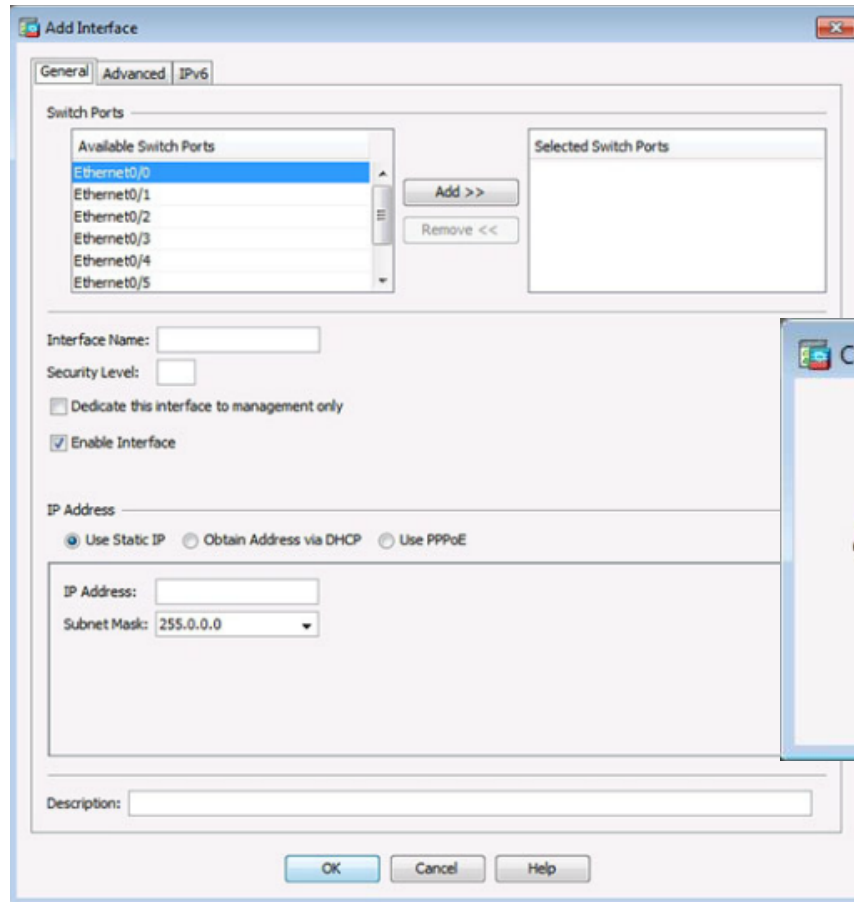 Add Interface
General Advanced IPv6
Switch Ports
Available Switch Ports
Ethernet0/0
Ethernet0/1
Ethernet0/2
Ethernet0/3
Ethernet0/4
Ethernet0/5
Add >>
Remove <<
Selected Switch Ports
Interface Name:
Security Level:
Dedicate this interface to management only
Enable Interface
C
IP Address
Use Static IP Obtain Address via DHCP Use PPPoE
IP Address:
Subnet Mask: 255.0.0.0
Description:
OK Cancel Help